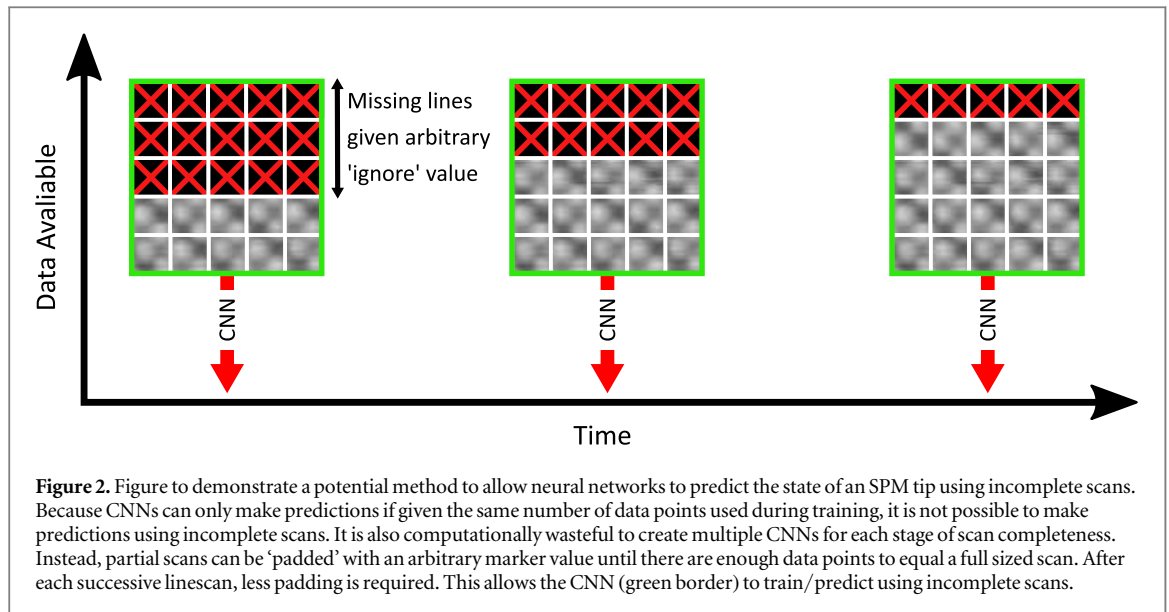 Data Avaliable
Missing lines
given arbitrary
'ignore' value
CNN
CNN
CNN
Time
Figure 2. Figure to demonstrate a potential method to allow neural networks to predict the state of an SPM tip using incomplete scans.
Because CNNs can only make predictions if given the same number of data points used during training, it is not possible to make
predictions using incomplete scans. It is also computationally wasteful to create multiple CNNs for each stage of scan completeness.
Instead, partial scans can be ‘padded’ with an arbitrary marker value until there are enough data points to equal a full sized scan. After
each successive linescan, less padding is required. This allows the CNN (green border) to train/predict using incomplete scans.